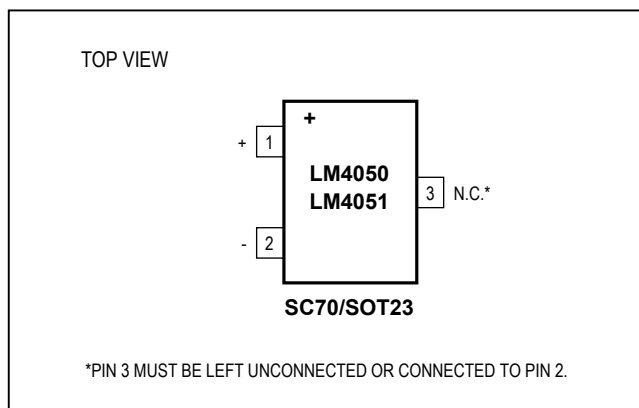 TOP VIEW
+
+ 1
LM4050
LM4051
3 N.C.*
- 2
SC70/SOT23
*PIN 3 MUST BE LEFT UNCONNECTED OR CONNECTED TO PIN 2.